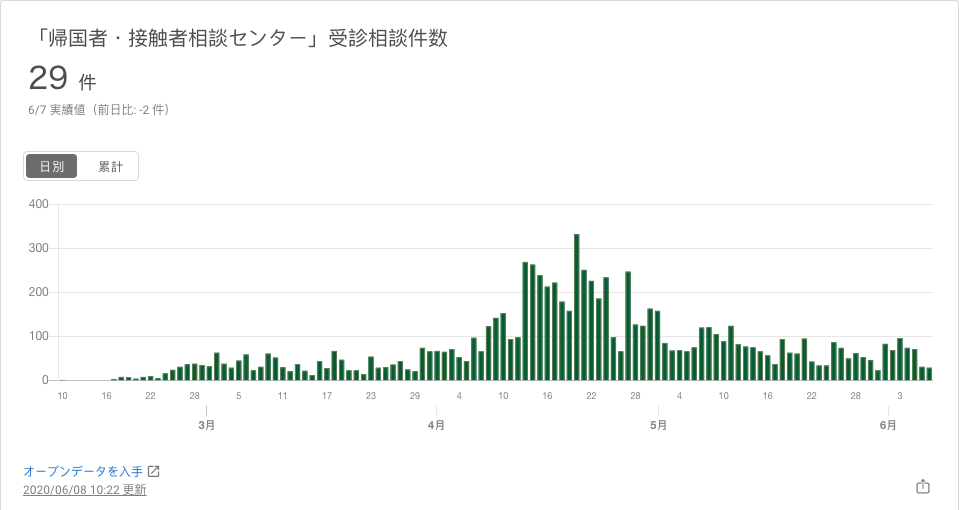 「帰国者・接触者相談センター」受診相談件数
29 件
6/7 実績値（前日比: -2 件）
日別 累計
400
300
200
100
0
10 16 22 28 5 11 17 23 29 4 10 16 22 28 4 10 16 22 28 3
3月 4月 5月 6月
オープンデータを入手
2020/06/08 10:22 更新